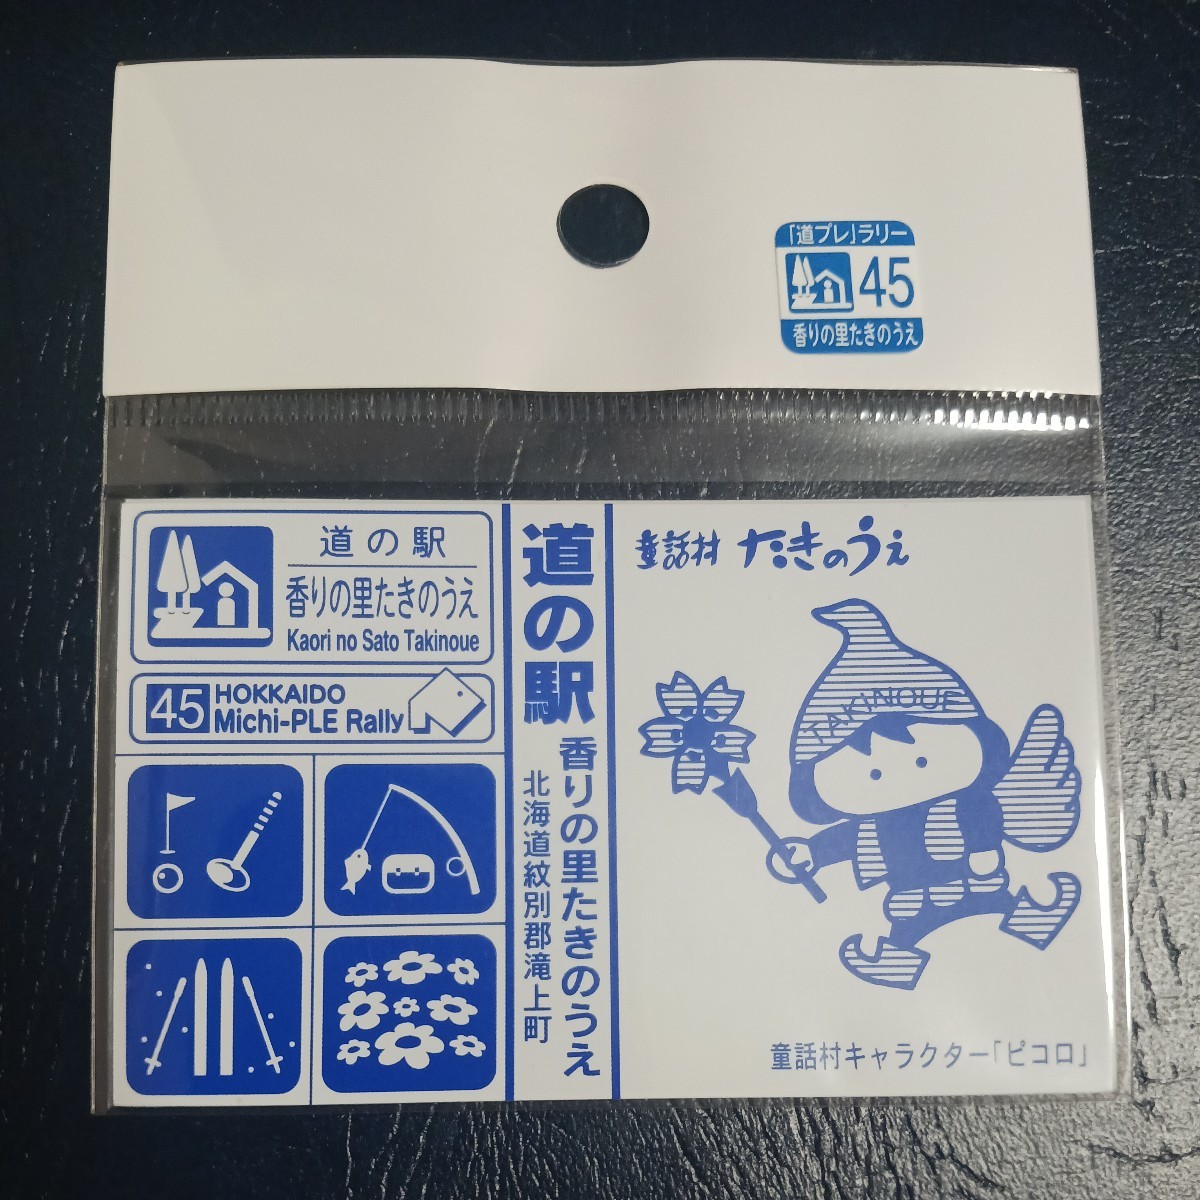 「道プレ」ラリー
45
香りの里たきのうえ
道の駅
香りの里たきのうえ
Kaori no Sato Takinoue
45
HOKKAIDO
Michi-PLE Rally
道の駅
香りの里たきのうえ
北海道紋別郡滝上町
童話村 たきのうえ
TAKINOUE
童話村キャラクター「ピコロ」